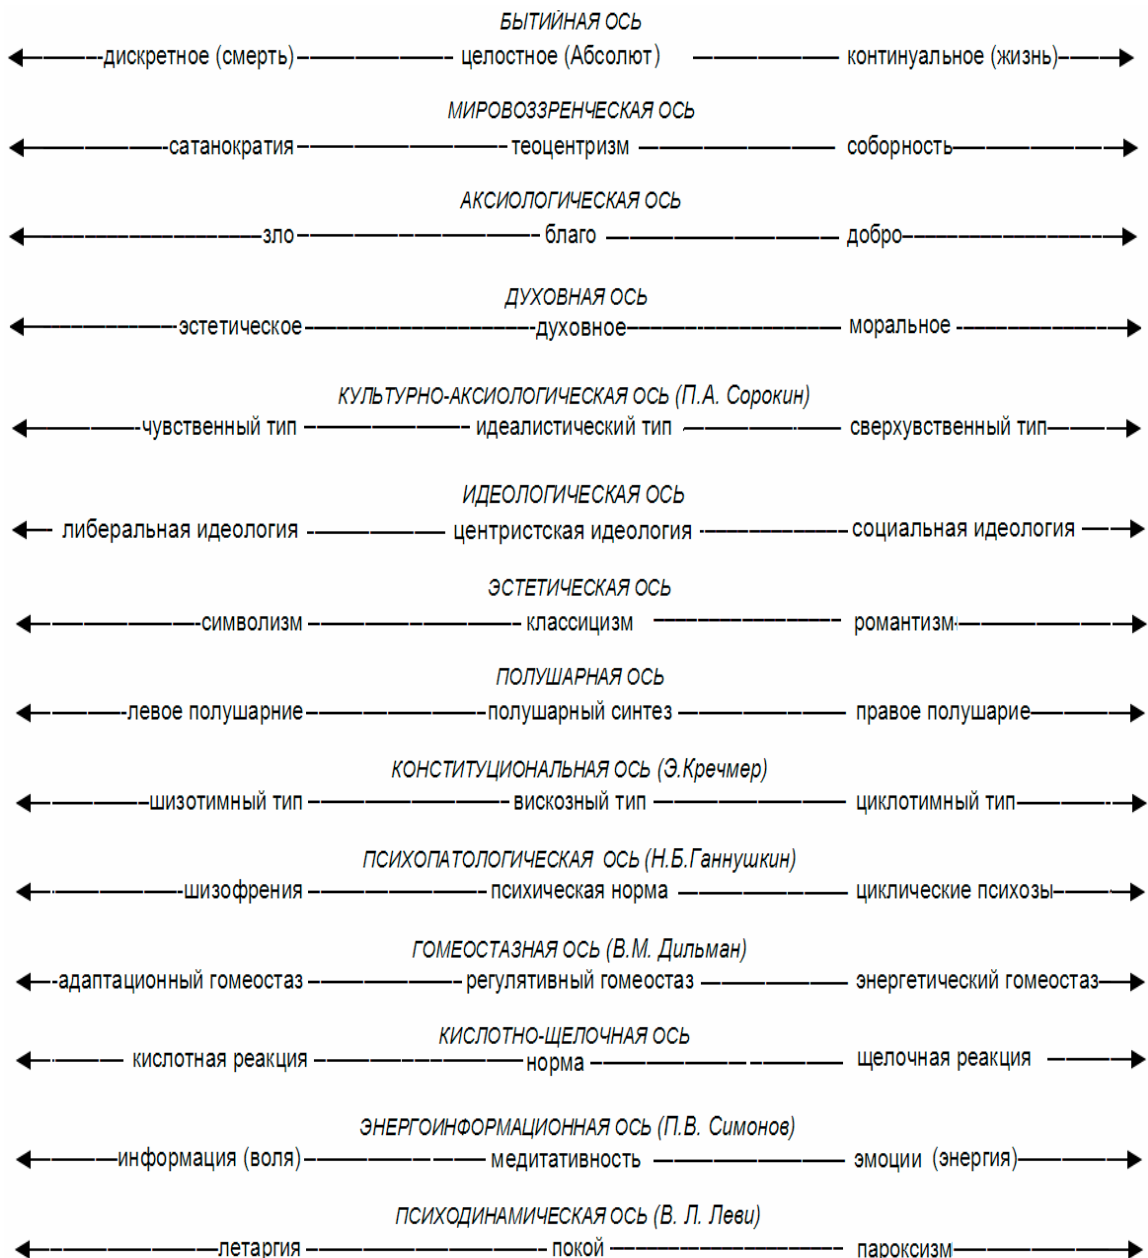 БЫТИЙНАЯ ОСЬ
дискретное (смерть) целостное (Абсолют) континуальное (жизнь)
МИРОВОЗЗРЕНЧЕСКАЯ ОСЬ
сатанократия теоцентризм соборность
АКСИОЛОГИЧЕСКАЯ ОСЬ
зло благо добро
ДУХОВНАЯ ОСЬ
эстетическое духовное моральное
КУЛЬТУРНО-АКСИОЛОГИЧЕСКАЯ ОСЬ (П.А. Сорокин)
чувственный тип идеалистический тип сверхувственный тип
ИДЕОЛОГИЧЕСКАЯ ОСЬ
либеральная идеология центристская идеология социальная идеология
ЭСТЕТИЧЕСКАЯ ОСЬ
символизм классицизм романтизм
ПОЛУШАРНАЯ ОСЬ
левое полушарние полушарный синтез правое полушарие
КОНСТИТУЦИОНАЛЬНАЯ ОСЬ (Э.Кречмер)
шизотимный тип вискозный тип циклотимный тип
ПСИХОПАТОЛОГИЧЕСКАЯ ОСЬ (Н.Б.Ганнушкин)
шизофрения психическая норма циклические психозы
ГОМЕОСТАЗНАЯ ОСЬ (В.М. Дильман)
адаптационный гомеостаз регулятивный гомеостаз энергетический гомеостаз
КИСЛОТНО-ЩЕЛОЧНАЯ ОСЬ
кислотная реакция норма щелочная реакция
ЭНЕРГОИНФОРМАЦИОННАЯ ОСЬ (П.В. Симонов)
информация (воля) медитативность эмоции (энергия)
ПСИХОДИНАМИЧЕСКАЯ ОСЬ (В. Л. Леви)
летаргия покой пароксизм